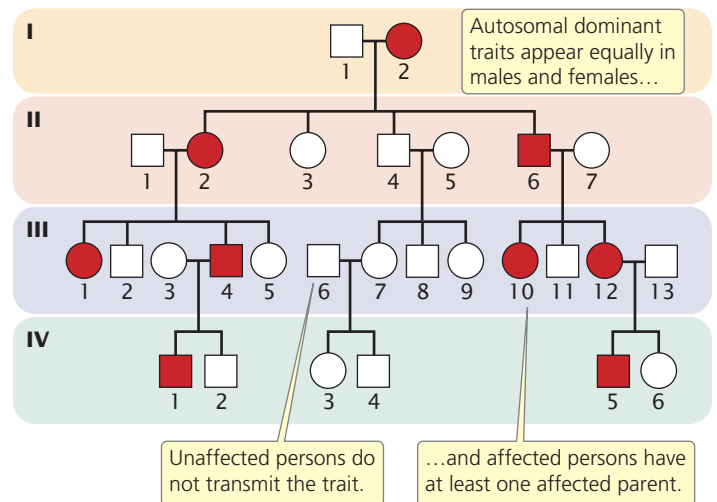 I
Autosomal dominant
traits appear equally in
males and females…
1 2
II
1 2 3 4 5 6 7
III
1 2 3 4 5 6 7 8 9 10 11 12 13
IV
1 2 3 4 5 6
Unaffected persons do
not transmit the trait.
…and affected persons have
at least one affected parent.